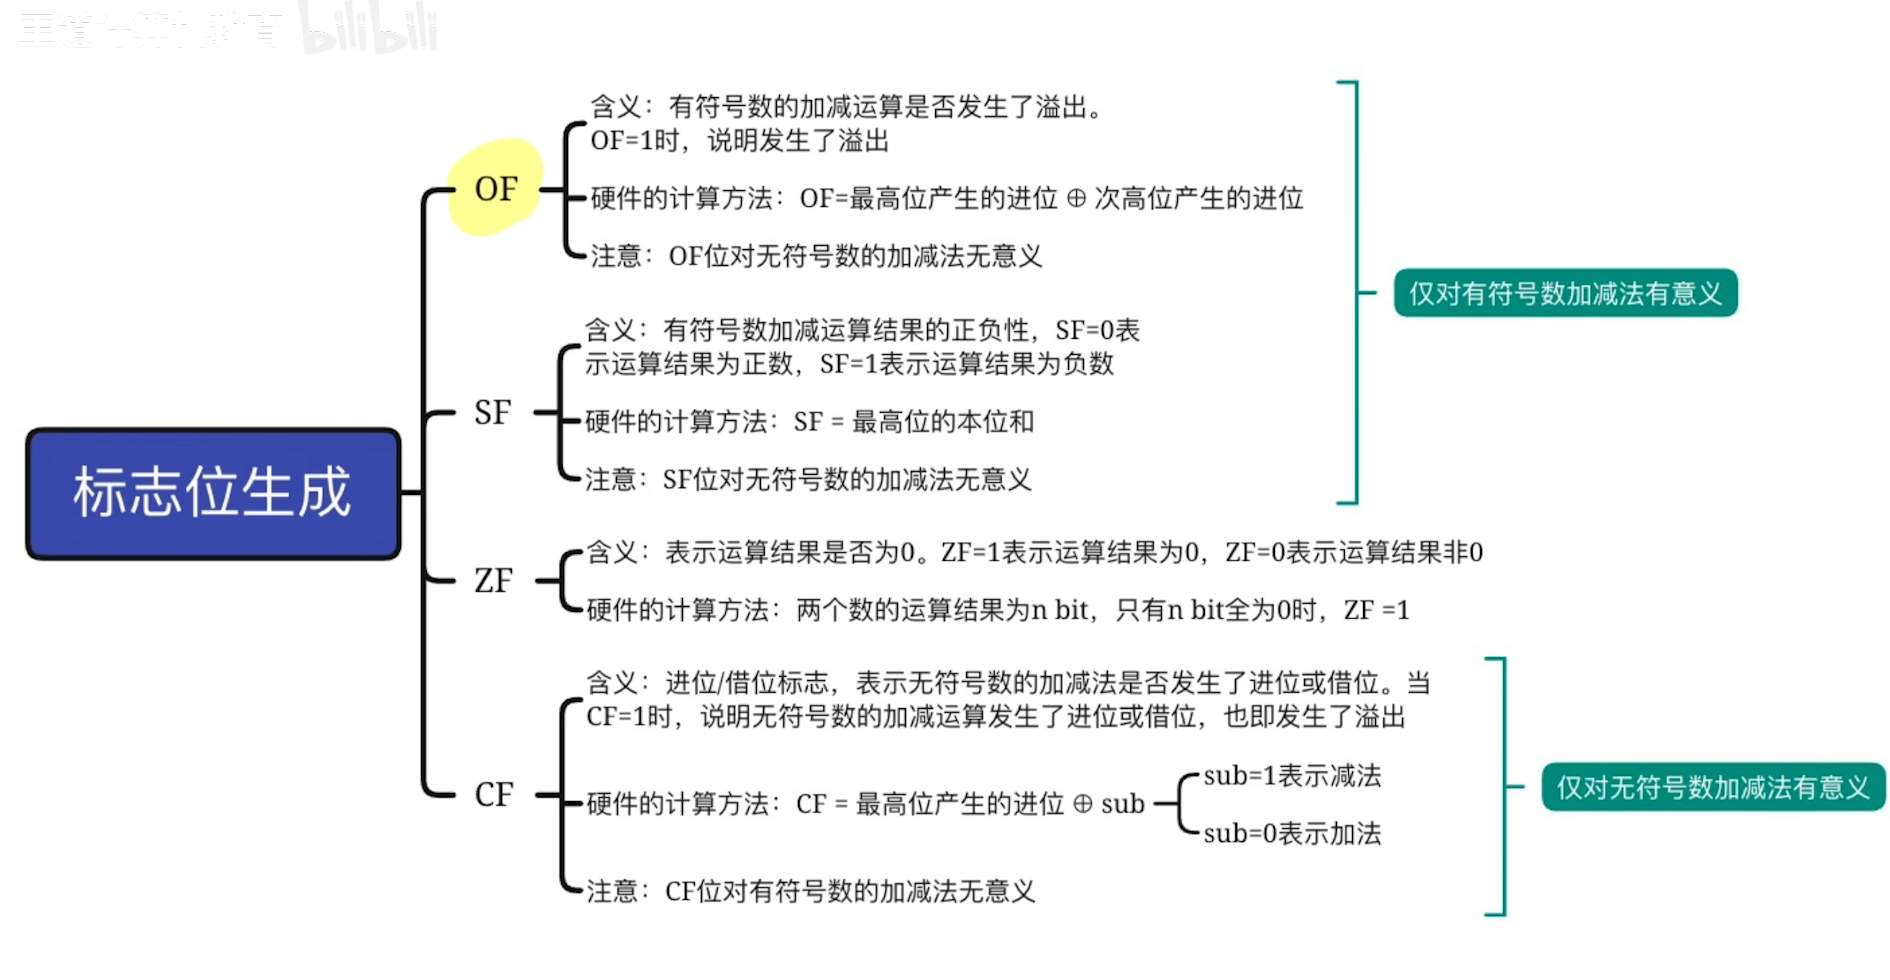 bilibili
含义：有符号数的加减运算是否发生了溢出。
OF=1时，说明发生了溢出
OF
硬件的计算方法：OF=最高位产生的进位 ⊕ 次高位产生的进位
注意：OF位对无符号数的加减法无意义
仅对有符号数加减法有意义
含义：有符号数加减运算结果的正负性，SF=0表
示运算结果为正数，SF=1表示运算结果为负数
SF
硬件的计算方法：SF = 最高位的本位和
注意：SF位对无符号数的加减法无意义
标志位生成
含义：表示运算结果是否为0。ZF=1表示运算结果为0，ZF=0表示运算结果非0
ZF
硬件的计算方法：两个数的运算结果为n bit，只有n bit全为0时，ZF =1
含义：进位/借位标志，表示无符号数的加减法是否发生了进位或借位。当
CF=1时，说明无符号数的加减运算发生了进位或借位，也即发生了溢出
CF
硬件的计算方法：CF = 最高位产生的进位 ⊕ sub
sub=1表示减法
sub=0表示加法
仅对无符号数加减法有意义
注意：CF位对有符号数的加减法无意义